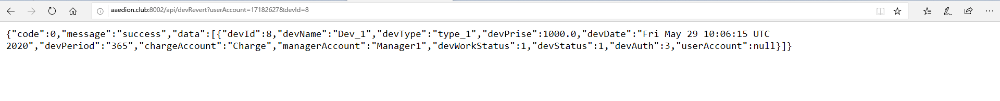 aaedion.club:8002/api/devRevert?userAccount=17182627&devId=8
{"code":0,"message":"success","data":[{"devId":8,"devName":"Dev_1","devType":"type_1","devPrise":1000.0,"devDate":"Fri May 29 10:06:15 UTC
2020","devPeriod":"365","chargeAccount":"Charge","managerAccount":"Manager1","devWorkStatus":1,"devStatus":1,"devAuth":3,"userAccount":null}]}